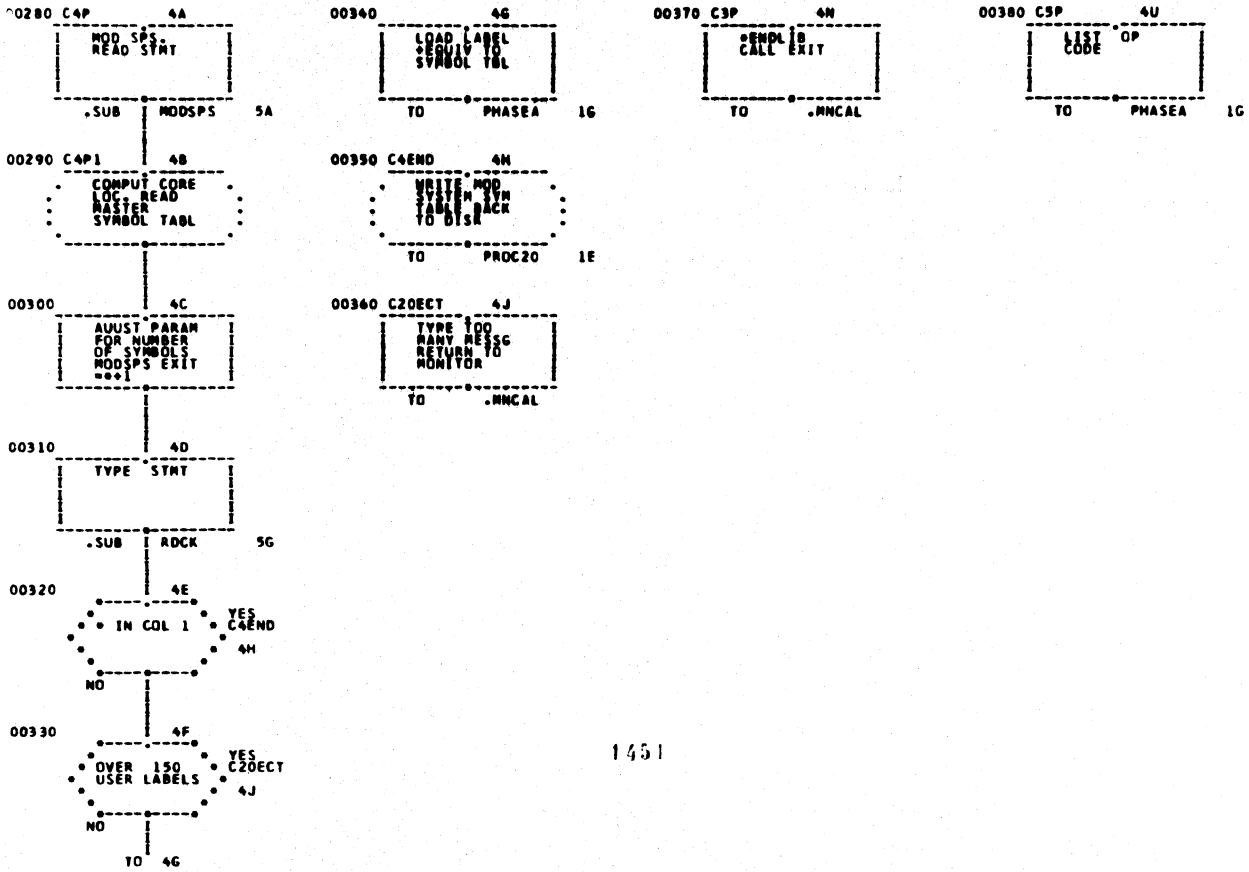 00280 C4P 4A
MOD SPS.
READ STMT
.SUB MODSPS 5A
00290 C4P1 4B
COMPUT CORE
LOC. READ
MASTER
SYMBOL TABL
00300 4C
AUUST PARAM
FOR NUMBER
OF SYMBOLS
MODSPS EXIT
=*+1
00310 4D
TYPE STMT
.SUB RDCK 5G
00320 4E
* IN COL 1
YES
C4END
4H
NO
00330 4F
OVER 150
USER LABELS
YES
C20ECT
4J
NO
TO 4G
00340 4G
LOAD LABEL
+EQUIV TO
SYMBOL TBL
TO PHASEA 1G
00350 C4END 4H
WRITE MOD
SYSTEM SYM
TABLE BACK
TO DISK
TO PROC20 1E
00360 C20ECT 4J
TYPE TOO
MANY MESSG
RETURN TO
MONITOR
TO .MNCAL
00370 C3P 4N
*ENDLIB
CALL EXIT
TO .MNCAL
00380 C5P 4U
LIST OP
CODE
TO PHASEA 1G
1451